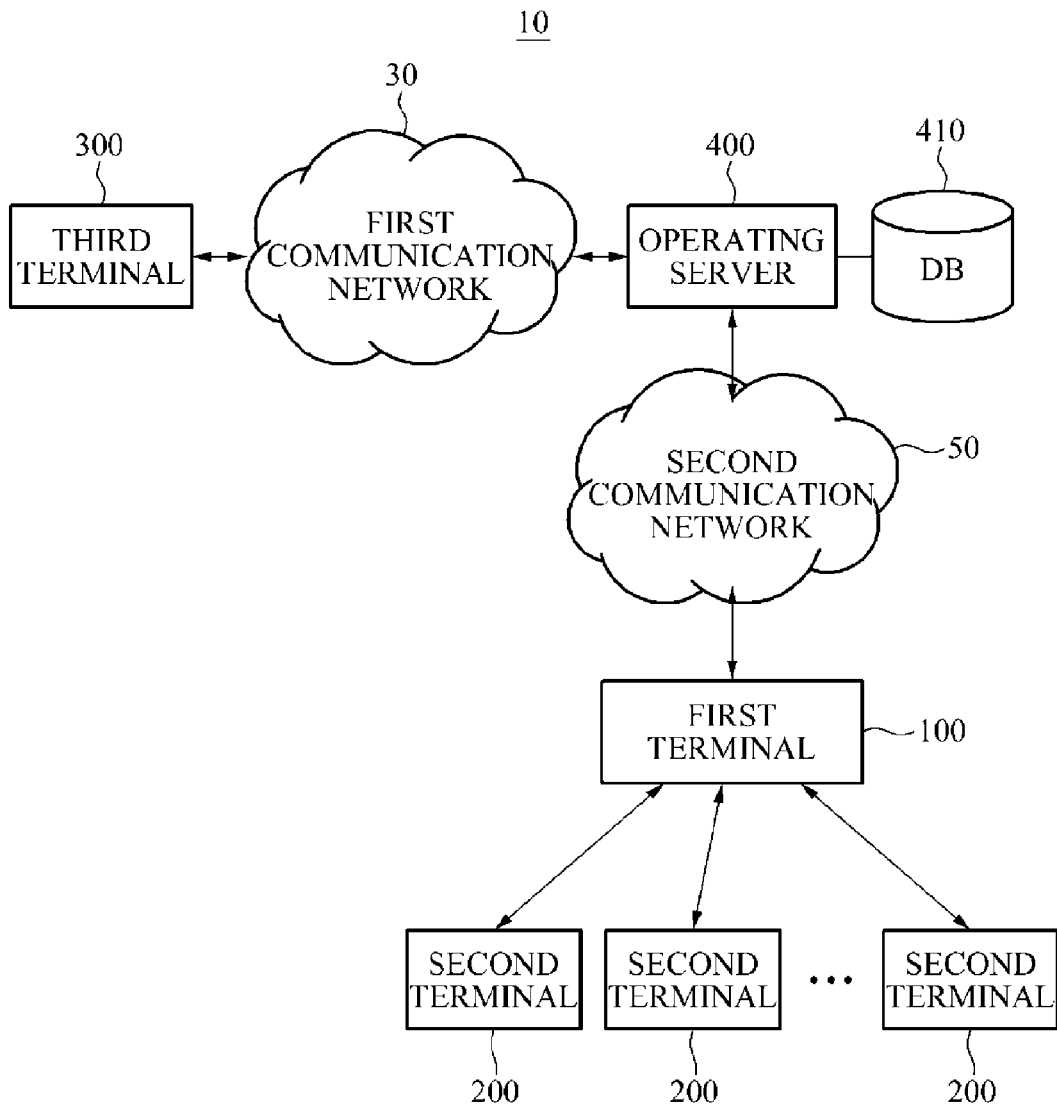 10
30
300
400
410
THIRD
TERMINAL
FIRST
COMMUNICATION
NETWORK
OPERATING
SERVER
DB
50
SECOND
COMMUNICATION
NETWORK
FIRST
TERMINAL
100
SECOND
TERMINAL
SECOND
TERMINAL
•••
SECOND
TERMINAL
200
200
200